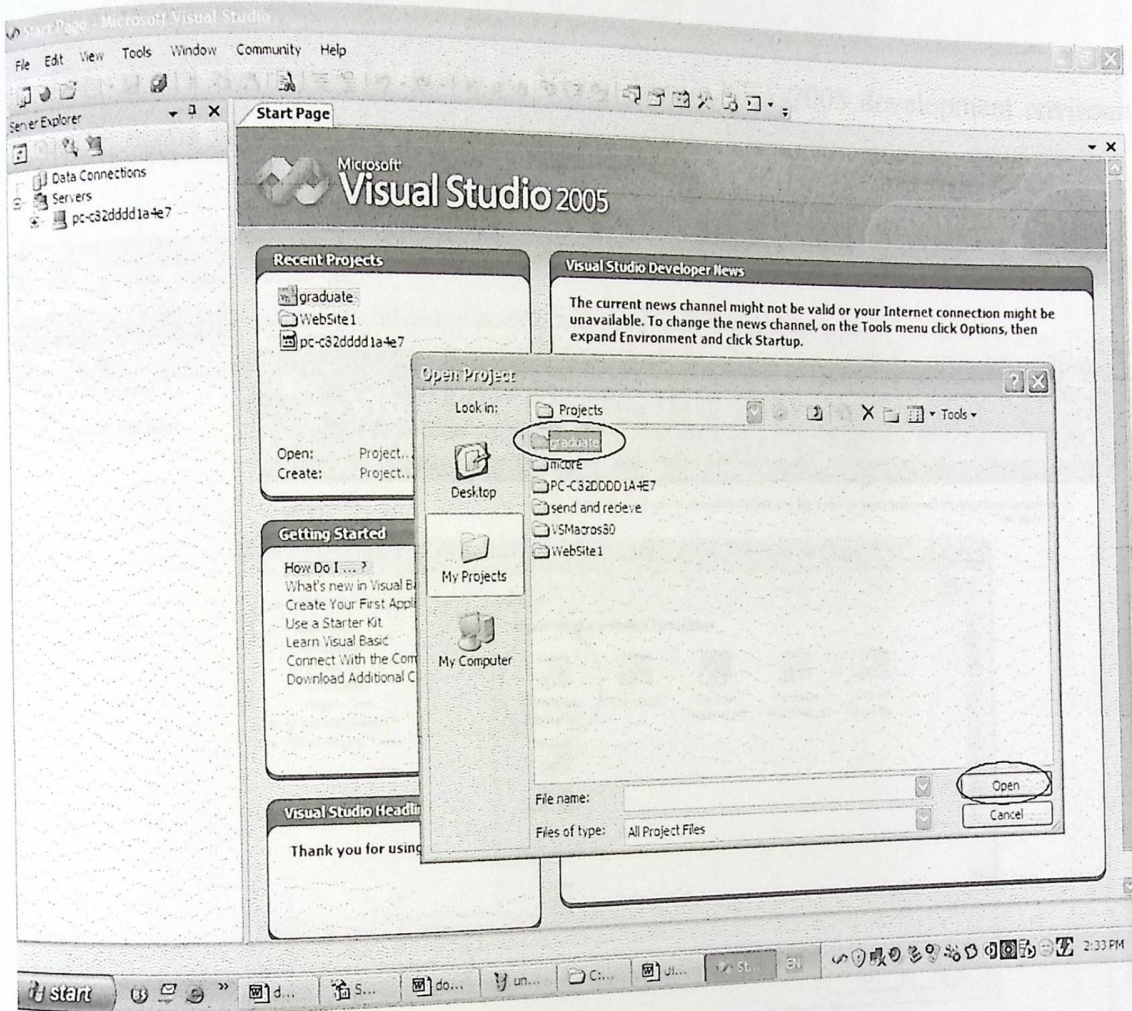 Start Page - Microsoft Visual Studio
File Edit View Tools Window Community Help
Server Explorer
Data Connections
Servers
pc-c32dddd1a4e7
Start Page
Microsoft
Visual Studio 2005
Recent Projects
graduate
WebSite1
pc-c32dddd1a4e7
Open: Project...
Create: Project...
Getting Started
How Do I ... ?
What's new in Visual B
Create Your First Appli
Use a Starter Kit
Learn Visual Basic
Connect With the Com
Download Additional C
Visual Studio Headlin
Thank you for using
Visual Studio Developer News
The current news channel might not be valid or your Internet connection might be
unavailable. To change the news channel, on the Tools menu click Options, then
expand Environment and click Startup.
Open Project
Look in: Projects
Tools
Desktop
My Projects
My Computer
graduate
mcore
PC-C32DDDD1A4E7
send and recieve
VSMacros80
WebSite1
File name:
Open
Files of type: All Project Files
Cancel
start
d...
S...
do...
un...
C:...
St...
2:33 PM